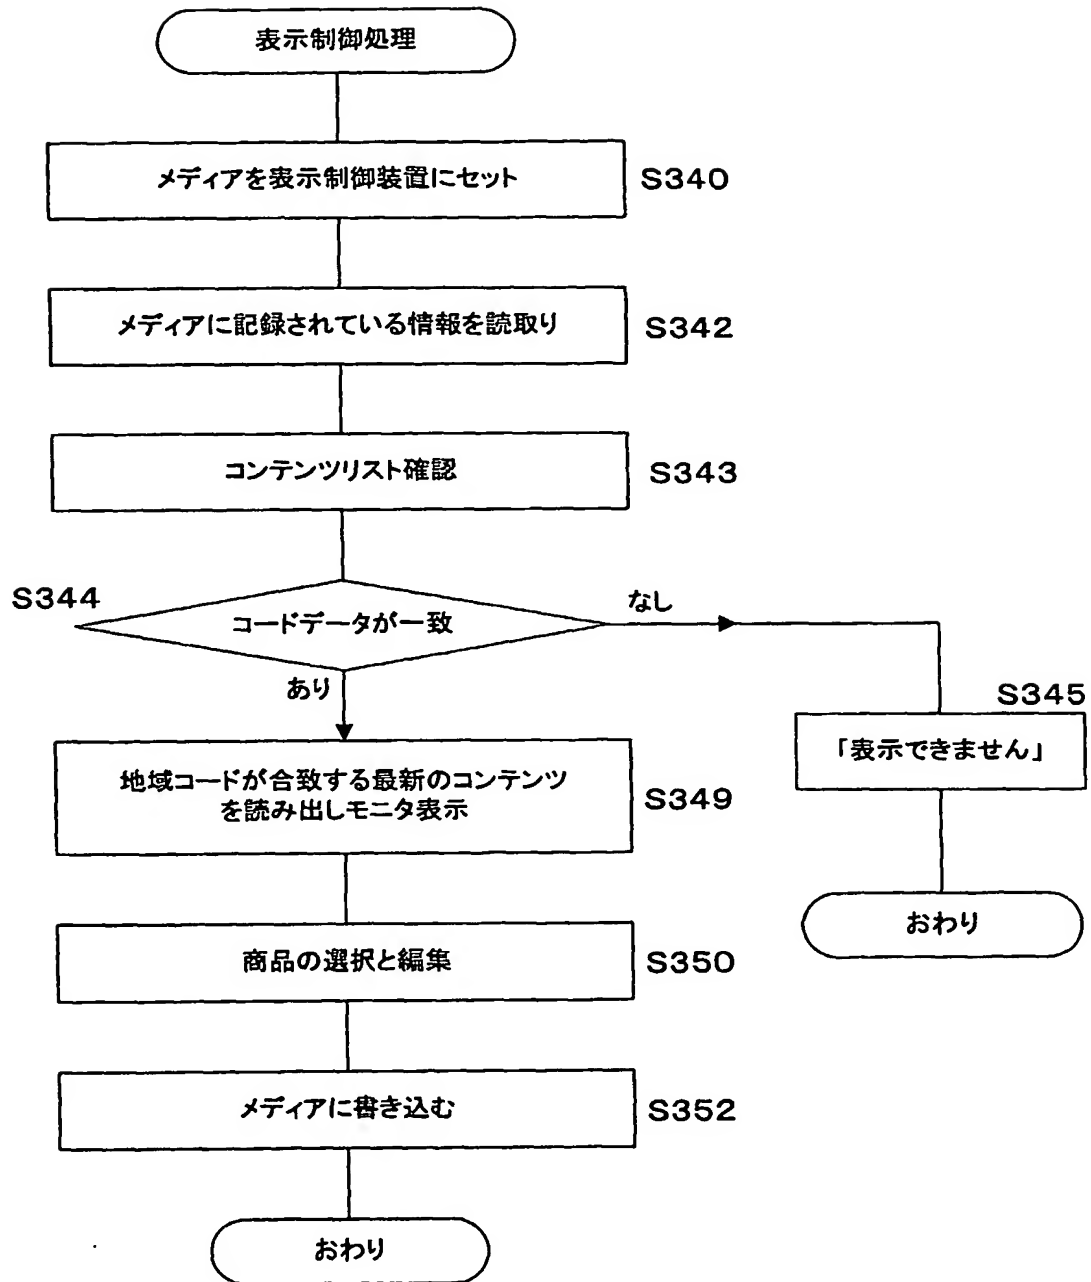 表示制御処理
メディアを表示制御装置にセット
S340
メディアに記録されている情報を読取り
S342
コンテンツリスト確認
S343
S344
コードデータが一致
なし
あり
S345
「表示できません」
地域コードが合致する最新のコンテンツ
を読み出しモニタ表示
S349
おわり
商品の選択と編集
S350
メディアに書き込む
S352
おわり